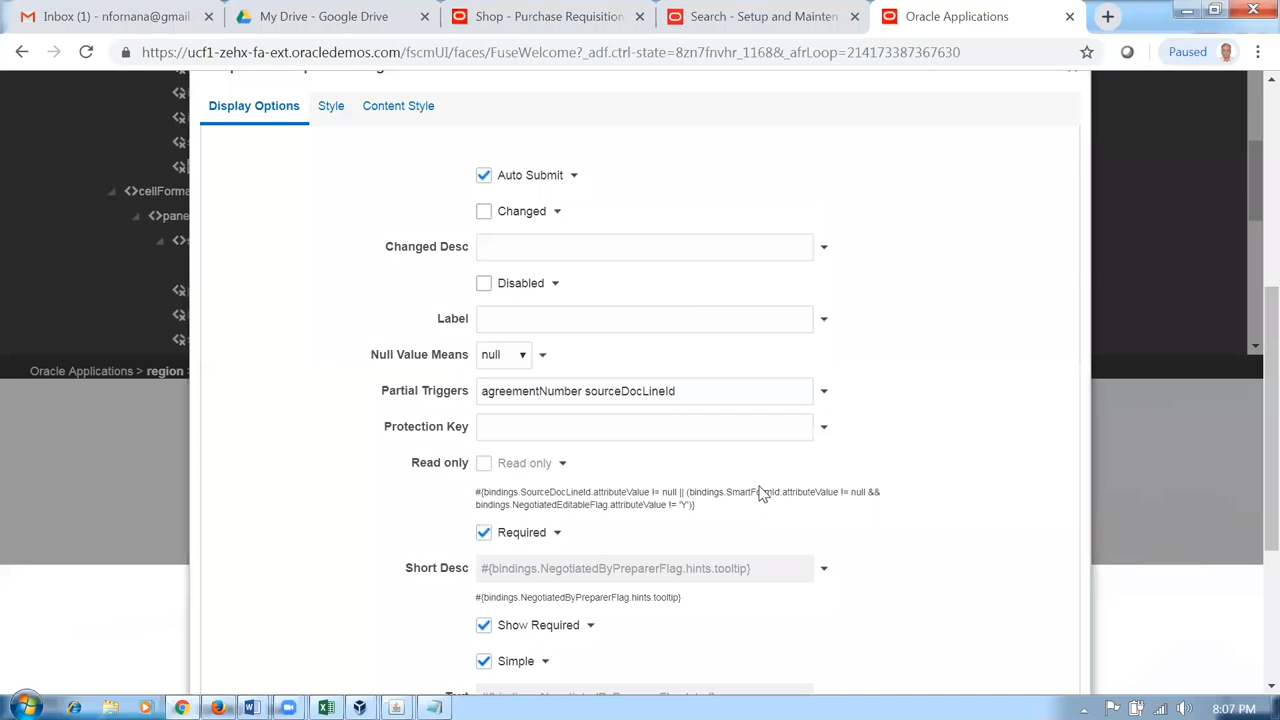 Inbox (1) - nfornana@gma
My Drive - Google Drive
Shop - Purchase Requisitio
Search - Setup and Mainten
Oracle Applications
https://ucf1-zehx-fa-ext.oracledemos.com/fscmUI/faces/FuseWelcome?_adf.ctrl-state=8zn7fnvhr_1168&_afrLoop=214173387367630
Paused
Display Options
Style
Content Style
Auto Submit
<>cellForma
Changed
<>pane
Changed Desc
Disabled
Label
Null Value Means null
Oracle Applications > region >
Partial Triggers agreementNumber sourceDocLineId
Protection Key
Read only Read only
#{bindings.SourceDocLineId.attributeValue != null || (bindings.SmartFormId.attributeValue != null &&
bindings.NegotiatedEditableFlag.attributeValue != 'Y')}
Required
Short Desc #{bindings.NegotiatedByPreparerFlag.hints.tooltip}
#{bindings.NegotiatedByPreparerFlag.hints.tooltip}
Show Required
Simple
8:07 PM